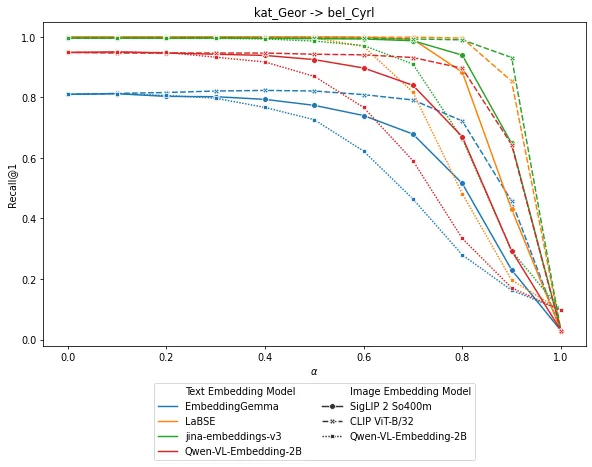 kat_Geor -> bel_Cyrl
1.0
0.8
0.6
0.4
0.2
0.0
Recall@1
0.0 0.2 0.4 0.6 0.8 1.0
α
Text Embedding Model Image Embedding Model
EmbeddingGemma SigLIP 2 So400m
LaBSE CLIP ViT-B/32
jina-embeddings-v3 Qwen-VL-Embedding-2B
Qwen-VL-Embedding-2B